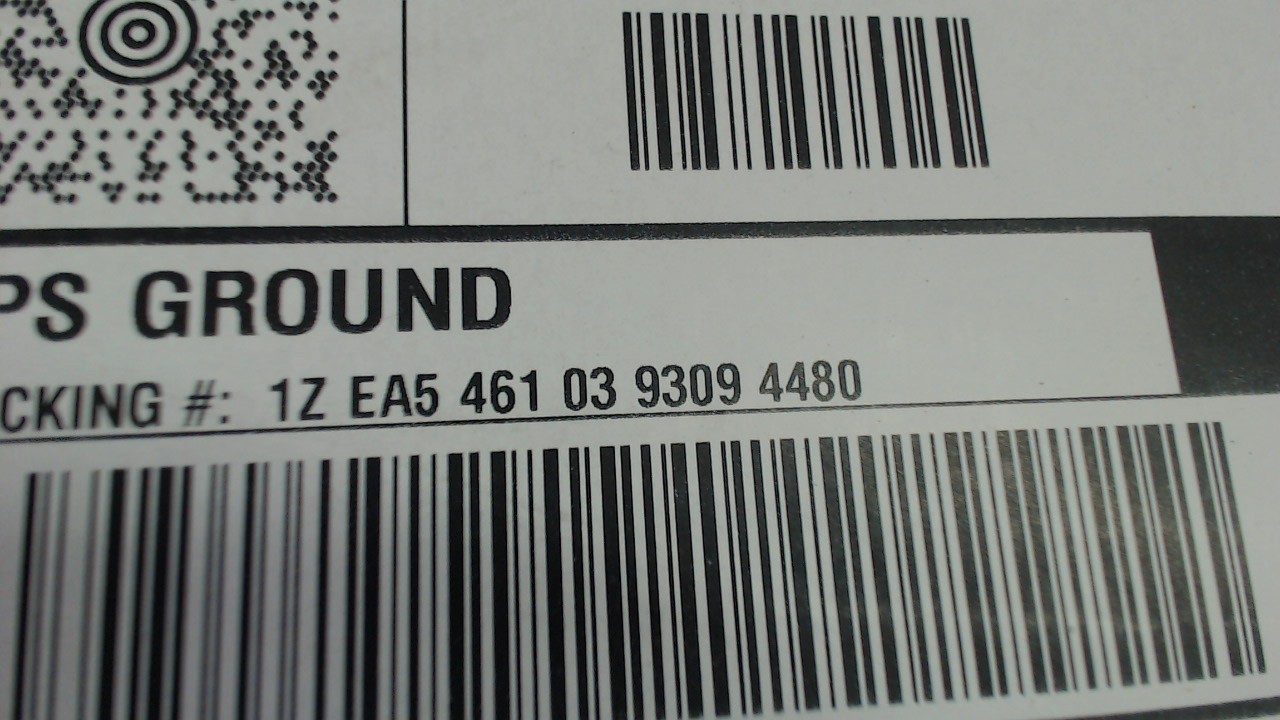 PS GROUND
CKING #: 1Z EA5 461 03 9309 4480